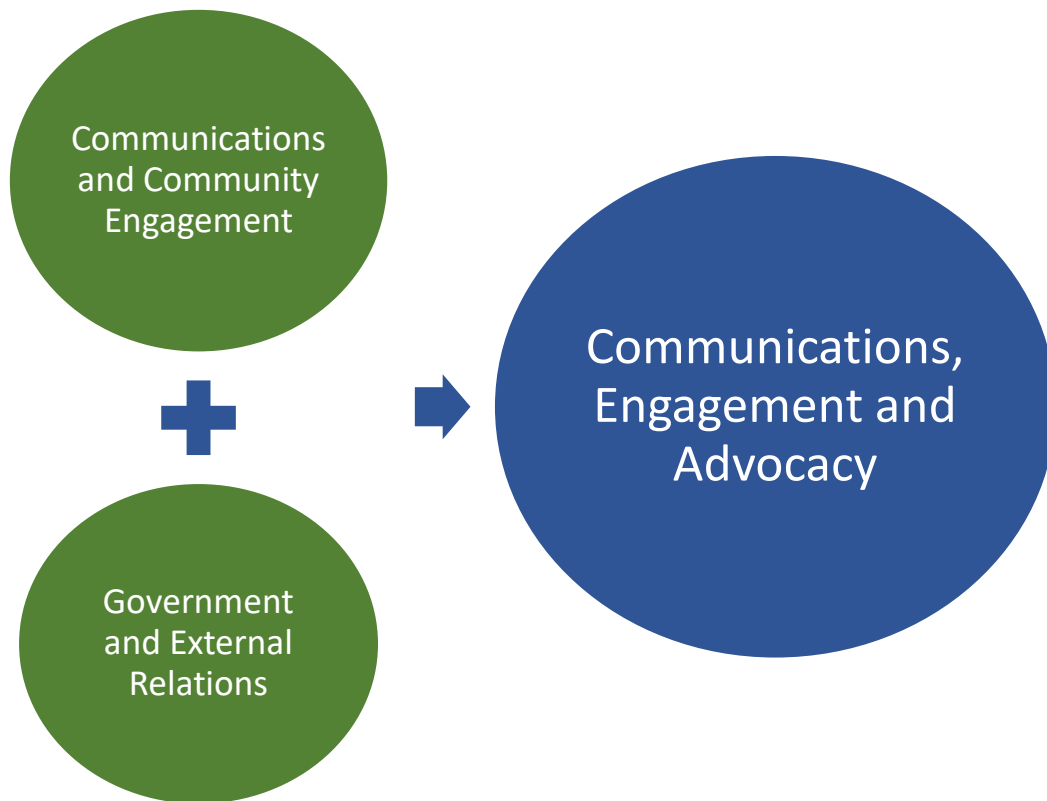 Communications
and Community
Engagement
Government
and External
Relations
Communications,
Engagement and
Advocacy